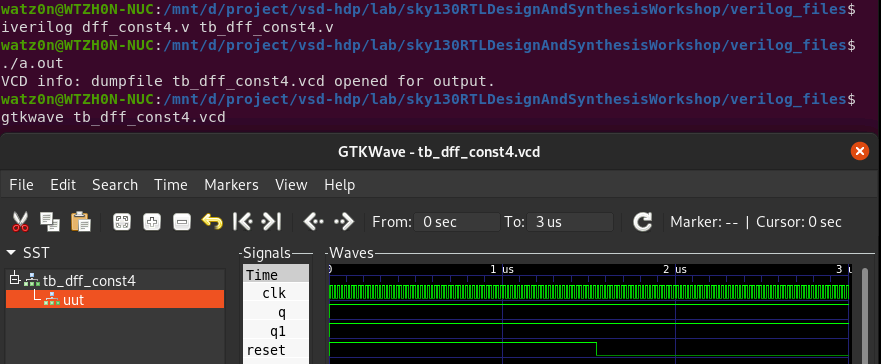 watz0n@WTZH0N-NUC:/mnt/d/project/vsd-hdp/lab/sky130RTLDesignAndSynthesisWorkshop/verilog_files$
iverilog dff_const4.v tb_dff_const4.v
watz0n@WTZH0N-NUC:/mnt/d/project/vsd-hdp/lab/sky130RTLDesignAndSynthesisWorkshop/verilog_files$
./a.out
VCD info: dumpfile tb_dff_const4.vcd opened for output.
watz0n@WTZH0N-NUC:/mnt/d/project/vsd-hdp/lab/sky130RTLDesignAndSynthesisWorkshop/verilog_files$
gtkwave tb_dff_const4.vcd
GTKWave - tb_dff_const4.vcd
File Edit Search Time Markers View Help
From: 0 sec To: 3 us Marker: -- | Cursor: 0 sec
SST
Signals
Waves
tb_dff_const4
uut
Time
clk
q
q1
reset
0 1 us 2 us 3 u